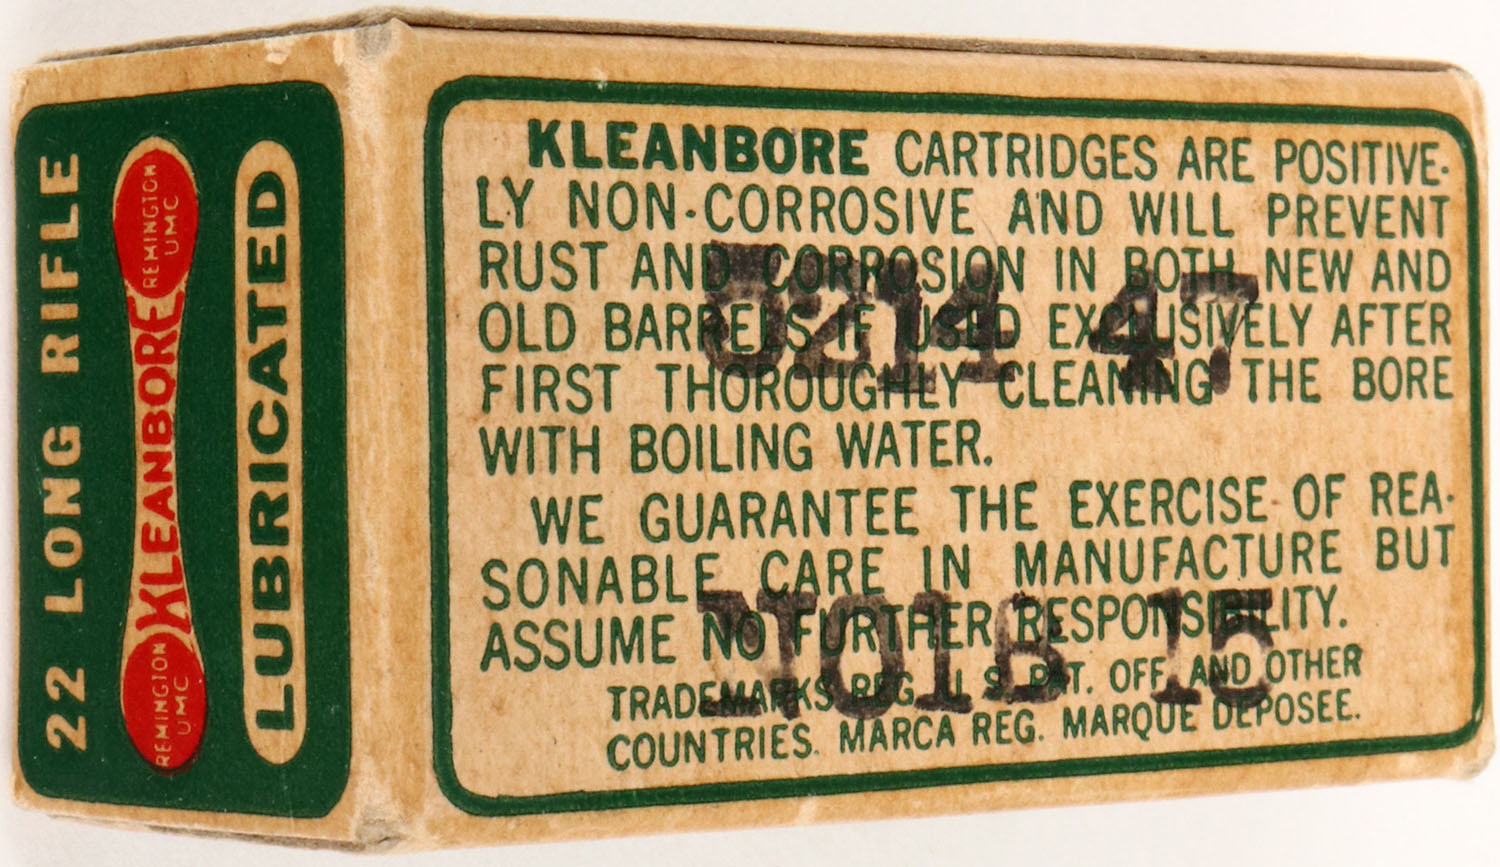 22 LONG RIFLE
REMINGTON
UMC
KLEANBORE
REMINGTON
UMC
LUBRICATED
KLEANBORE CARTRIDGES ARE POSITIVE-
LY NON-CORROSIVE AND WILL PREVENT
RUST AND CORROSION IN BOTH NEW AND
OLD BARRELS IF USED EXCLUSIVELY AFTER
FIRST THOROUGHLY CLEANING THE BORE
WITH BOILING WATER.
WE GUARANTEE THE EXERCISE OF REA-
SONABLE CARE IN MANUFACTURE BUT
ASSUME NO FURTHER RESPONSIBILITY.
TRADEMARKS REG. U.S. PAT. OFF. AND OTHER
COUNTRIES. MARCA REG. MARQUE DEPOSEE.
47
N01B 15